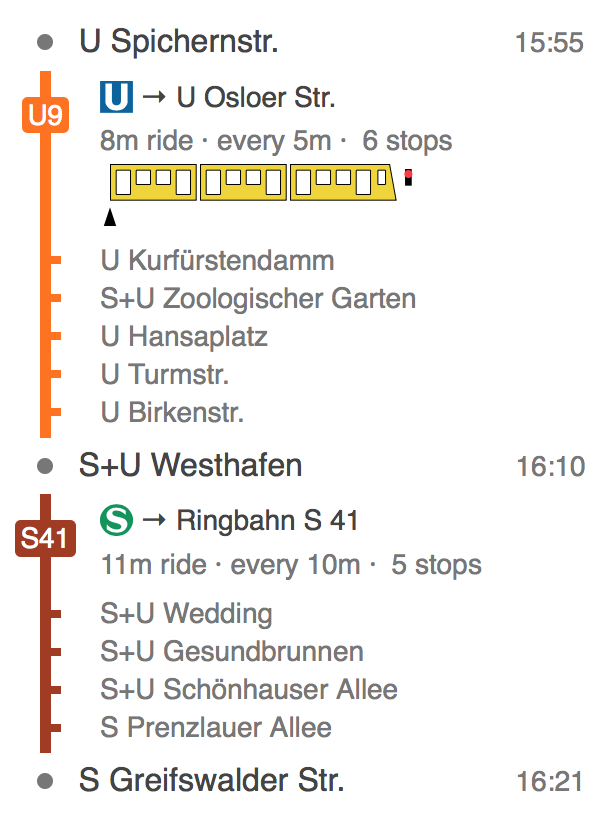 U Spichernstr. 15:55
U9
U → U Osloer Str.
8m ride · every 5m · 6 stops
U Kurfürstendamm
S+U Zoologischer Garten
U Hansaplatz
U Turmstr.
U Birkenstr.
S+U Westhafen 16:10
S41
S → Ringbahn S 41
11m ride · every 10m · 5 stops
S+U Wedding
S+U Gesundbrunnen
S+U Schönhauser Allee
S Prenzlauer Allee
S Greifswalder Str. 16:21